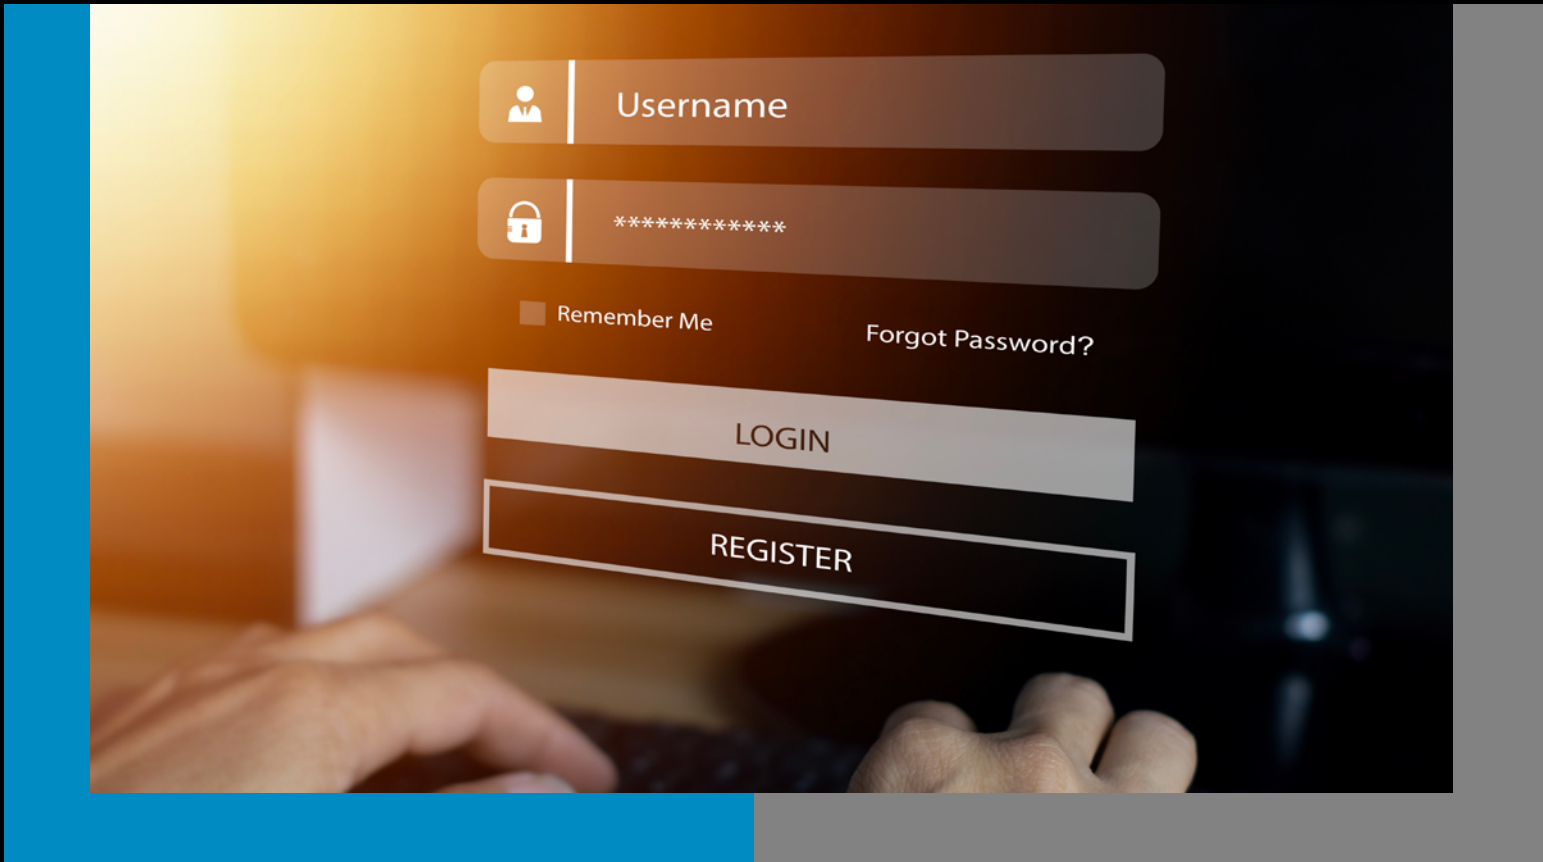 Username
************
Remember Me
Forgot Password?
LOGIN
REGISTER